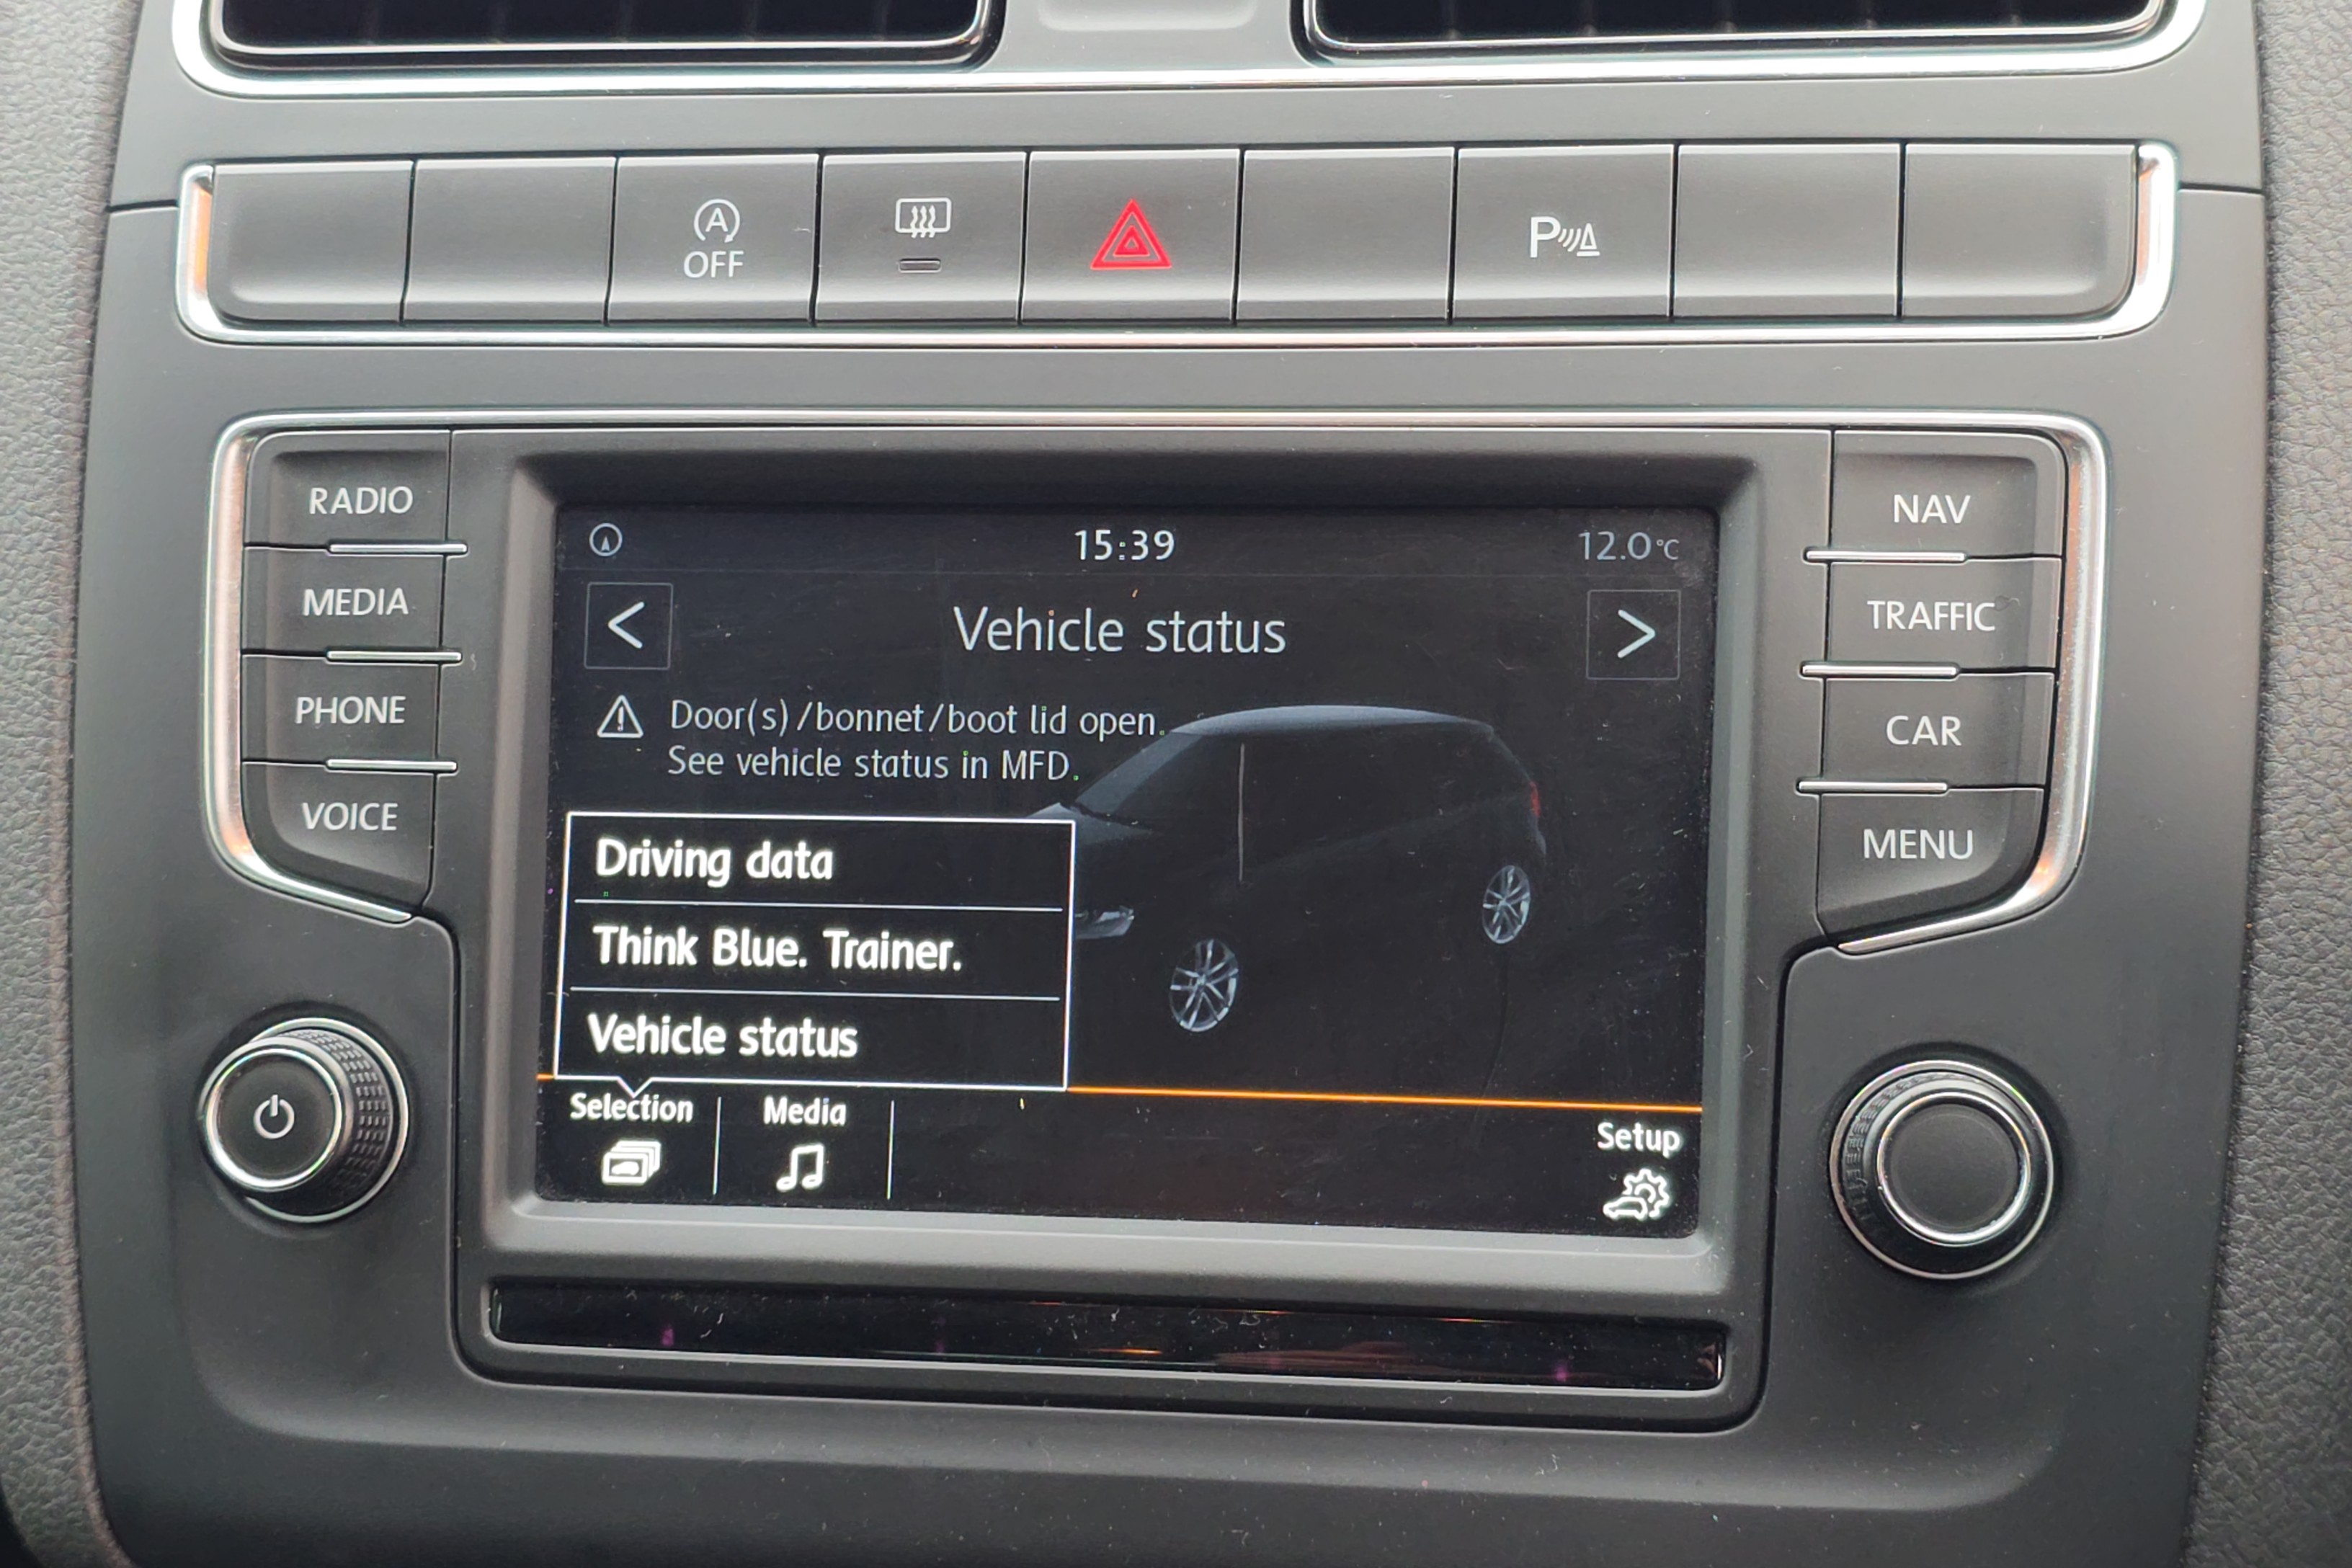 A
OFF
P
RADIO
MEDIA
PHONE
VOICE
15:39
12.0°C
<
Vehicle status
>
Door(s)/bonnet/boot lid open.
See vehicle status in MFD.
Driving data
Think Blue. Trainer.
Vehicle status
Selection
Media
Setup
NAV
TRAFFIC
CAR
MENU